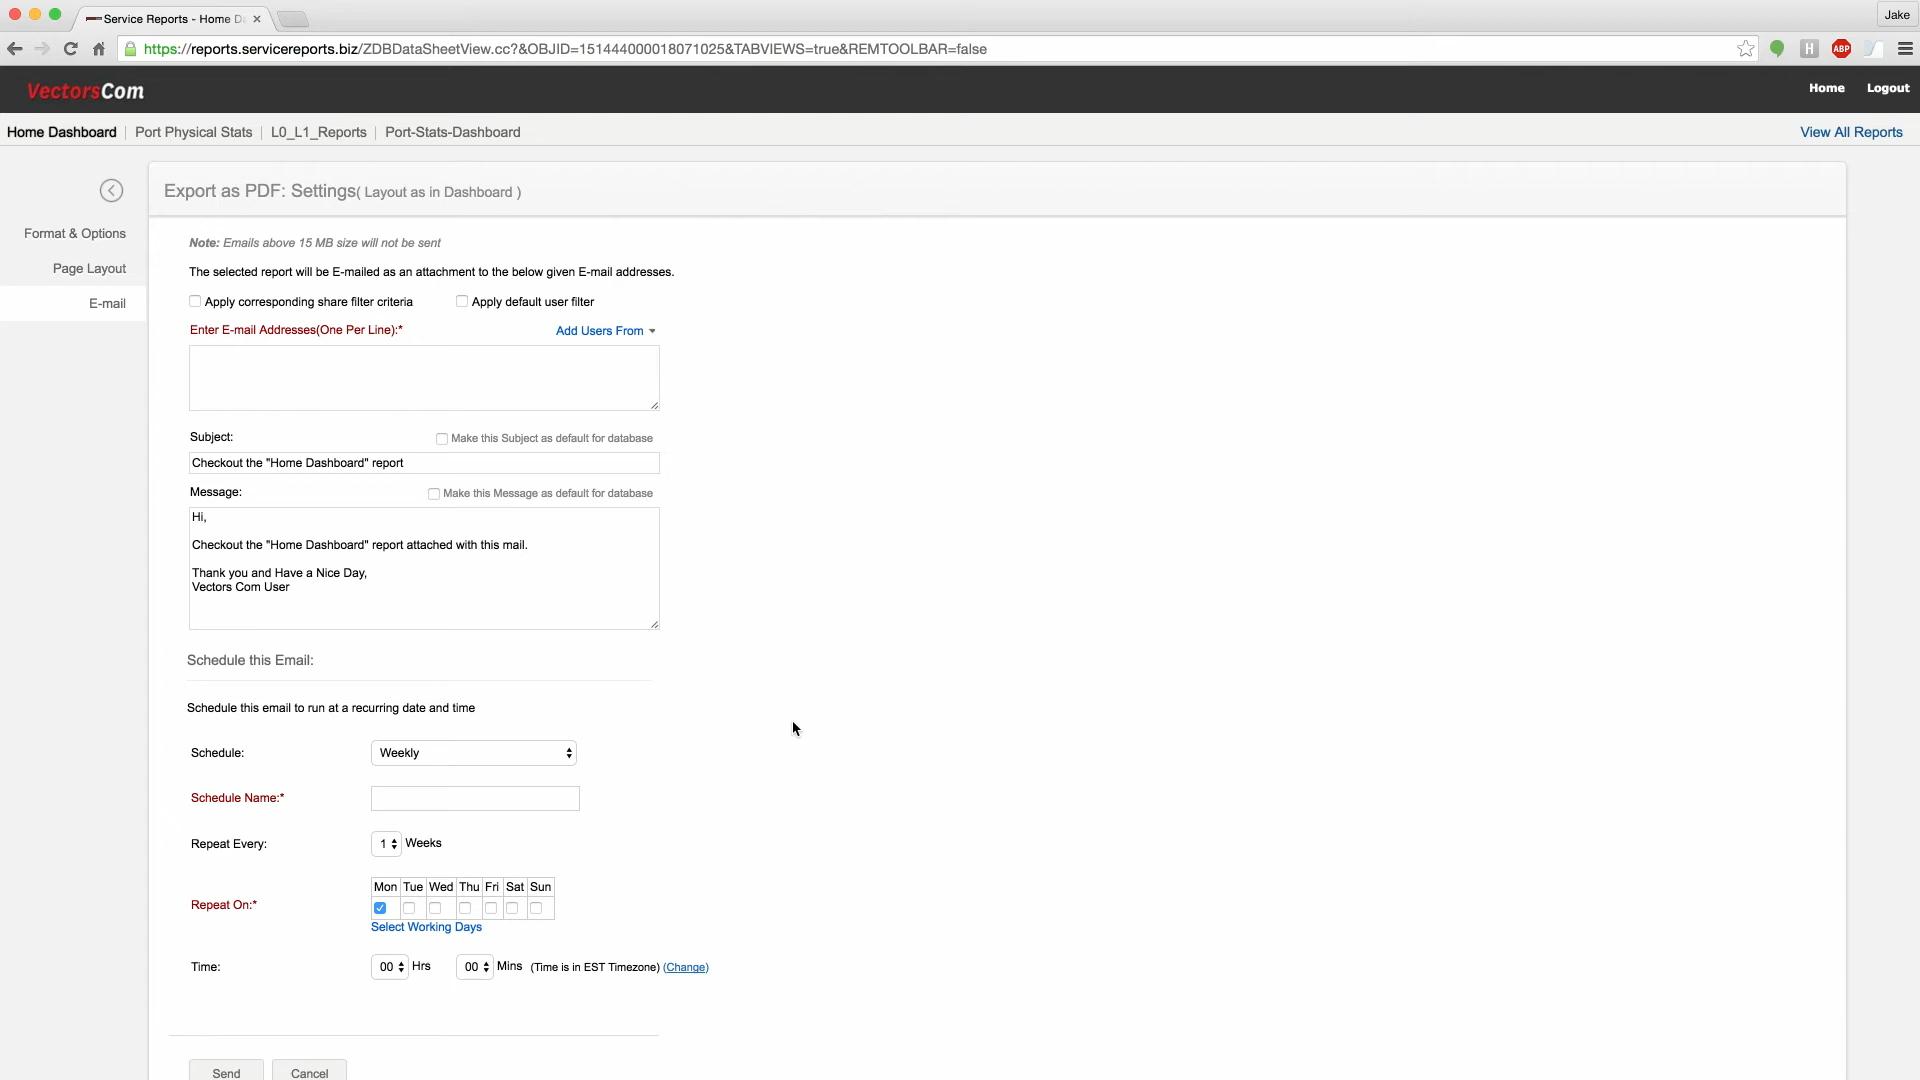 Service Reports - Home D
Jake
https://reports.servicereports.biz/ZDBDataSheetView.cc?&OBJID=151444000018071025&TABVIEWS=true&REMTOOLBAR=false
H
ABP
VectorsCom
Home
Logout
Home Dashboard
Port Physical Stats
L0_L1_Reports
Port-Stats-Dashboard
View All Reports
Export as PDF: Settings( Layout as in Dashboard )
Format & Options
Page Layout
E-mail
Note: Emails above 15 MB size will not be sent
The selected report will be E-mailed as an attachment to the below given E-mail addresses.
Apply corresponding share filter criteria
Apply default user filter
Enter E-mail Addresses(One Per Line):*
Add Users From
Subject:
Make this Subject as default for database
Checkout the "Home Dashboard" report
Message:
Make this Message as default for database
Hi,
Checkout the "Home Dashboard" report attached with this mail.
Thank you and Have a Nice Day,
Vectors Com User
Schedule this Email:
Schedule this email to run at a recurring date and time
Schedule:
Weekly
Schedule Name:*
Repeat Every:
1
Weeks
Mon Tue Wed Thu Fri Sat Sun
Repeat On:*
Select Working Days
Time:
00
Hrs
00
Mins
(Time is in EST Timezone) (Change)
Send
Cancel